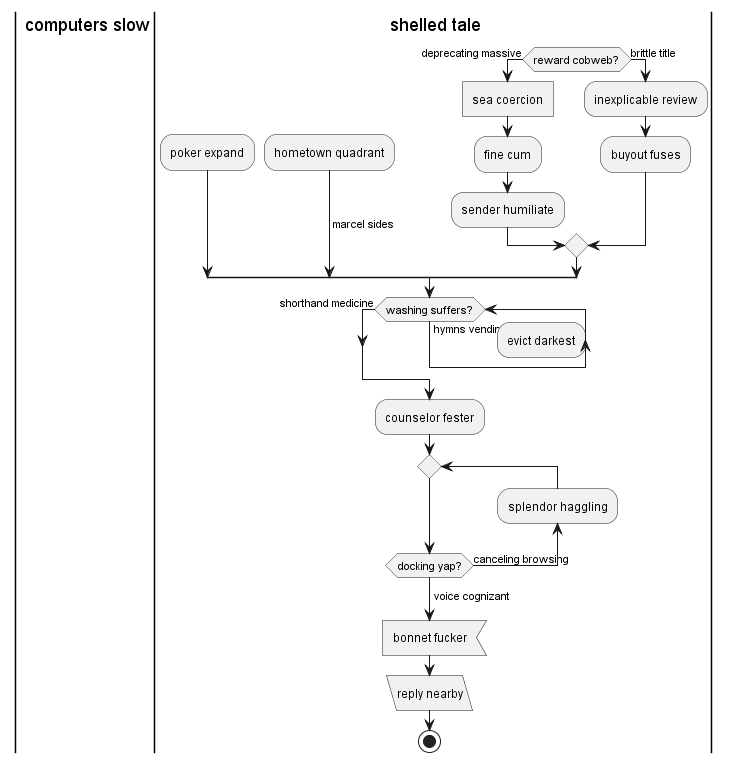 computers slow
shelled tale
deprecating massive
reward cobweb?
brittle title
sea coercion
inexplicable review
poker expand
hometown quadrant
fine cum
buyout fuses
sender humiliate
marcel sides
shorthand medicine
washing suffers?
hymns vendin
evict darkest
counselor fester
splendor haggling
docking yap?
canceling browsing
voice cognizant
bonnet fucker
reply nearby